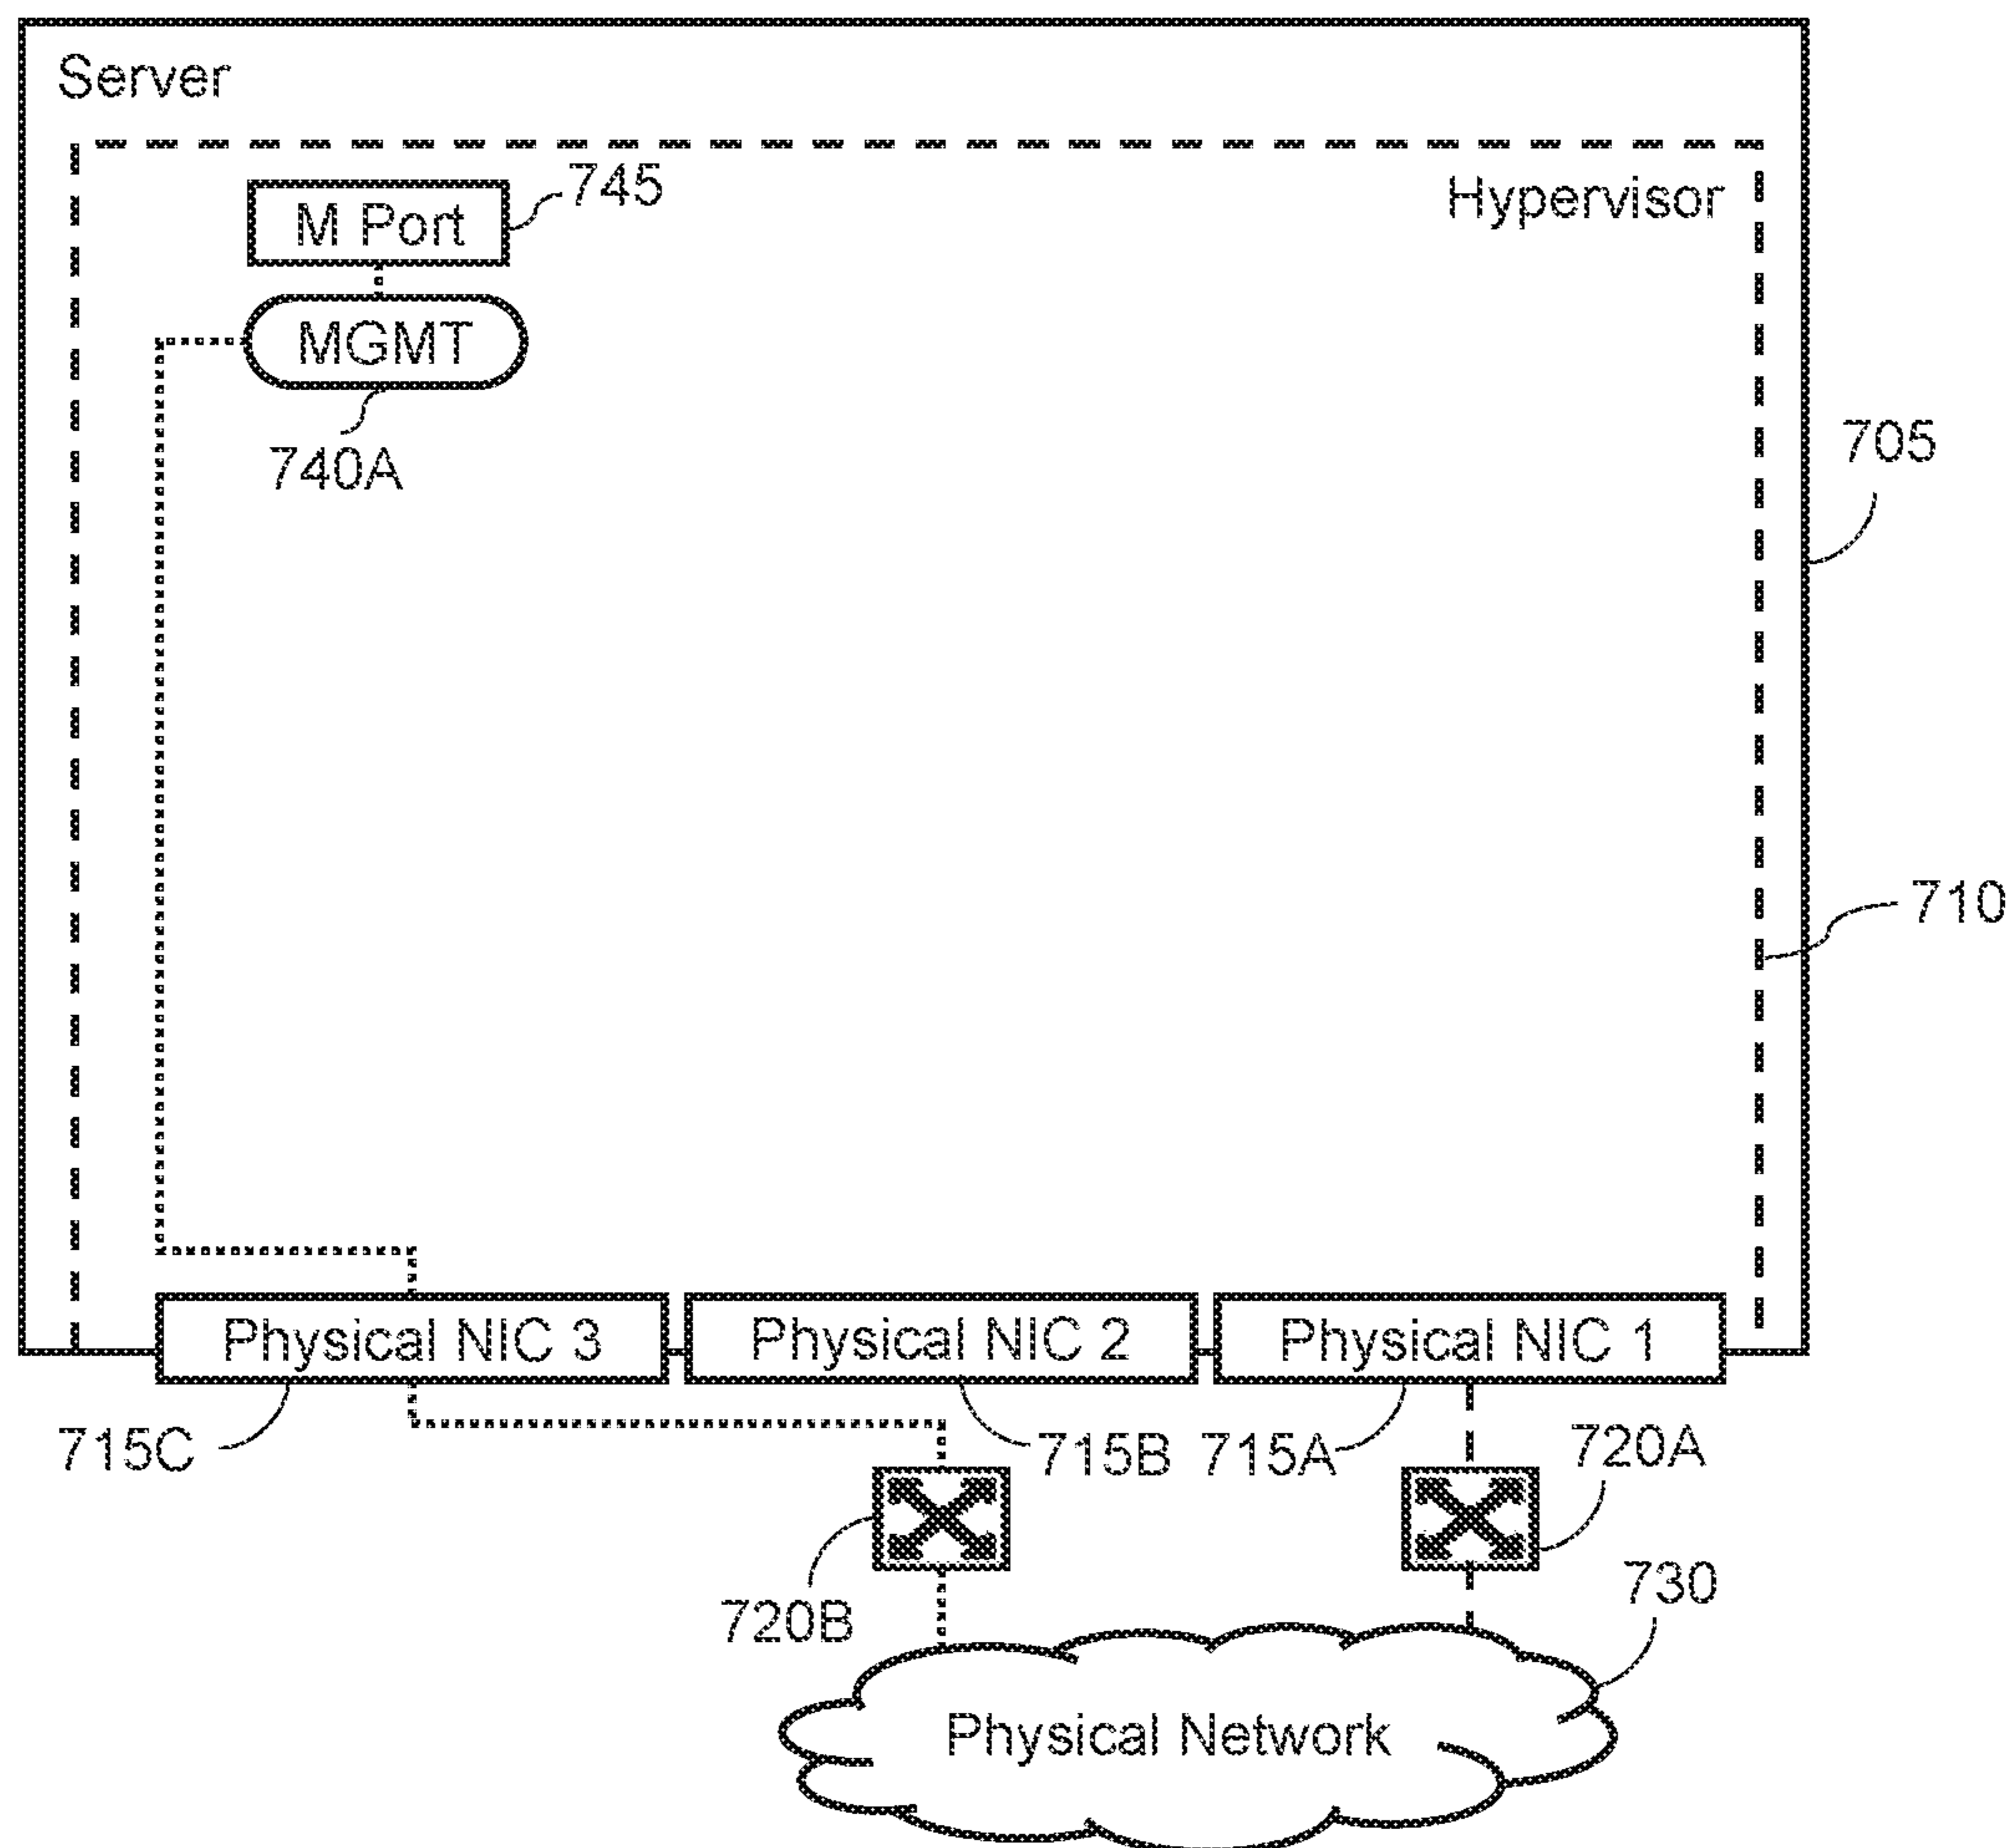 Server
Hypervisor
M Port
745
MGMT
740A
705
710
Physical NIC 3
Physical NIC 2
Physical NIC 1
715C
715B
715A
720A
720B
730
Physical Network